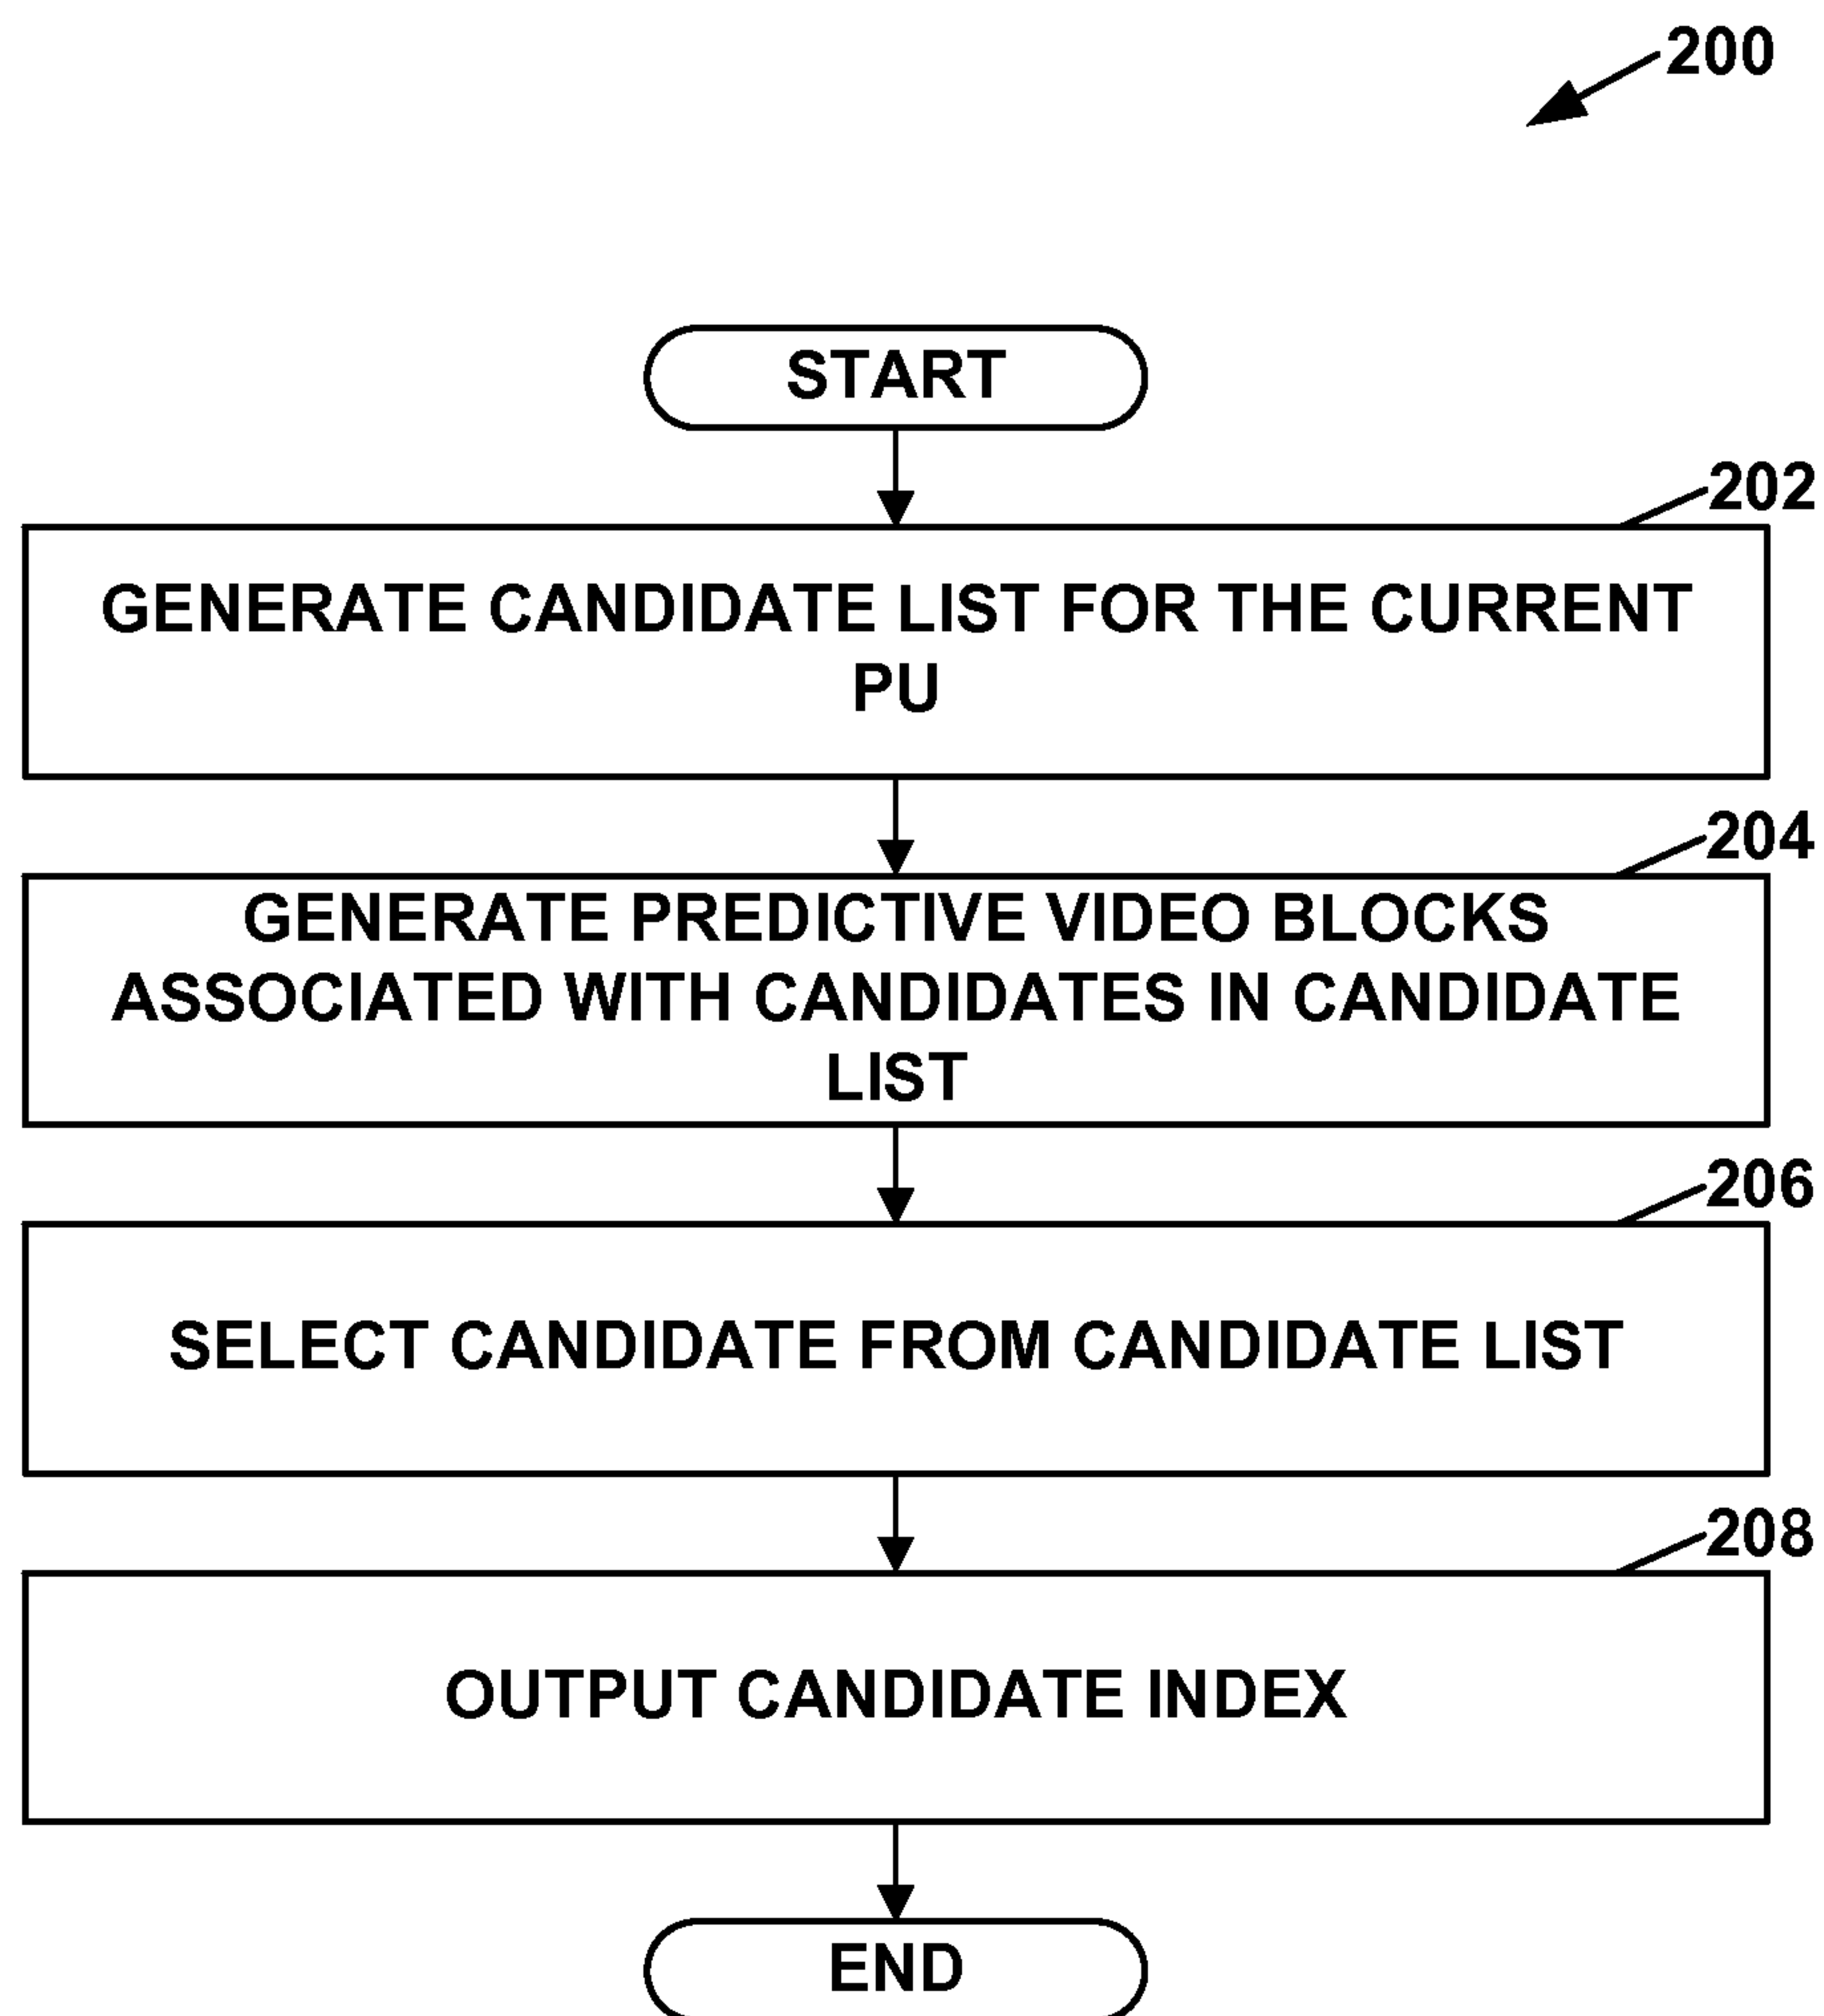 200
START
202
GENERATE CANDIDATE LIST FOR THE CURRENT
PU
204
GENERATE PREDICTIVE VIDEO BLOCKS
ASSOCIATED WITH CANDIDATES IN CANDIDATE
LIST
206
SELECT CANDIDATE FROM CANDIDATE LIST
208
OUTPUT CANDIDATE INDEX
END